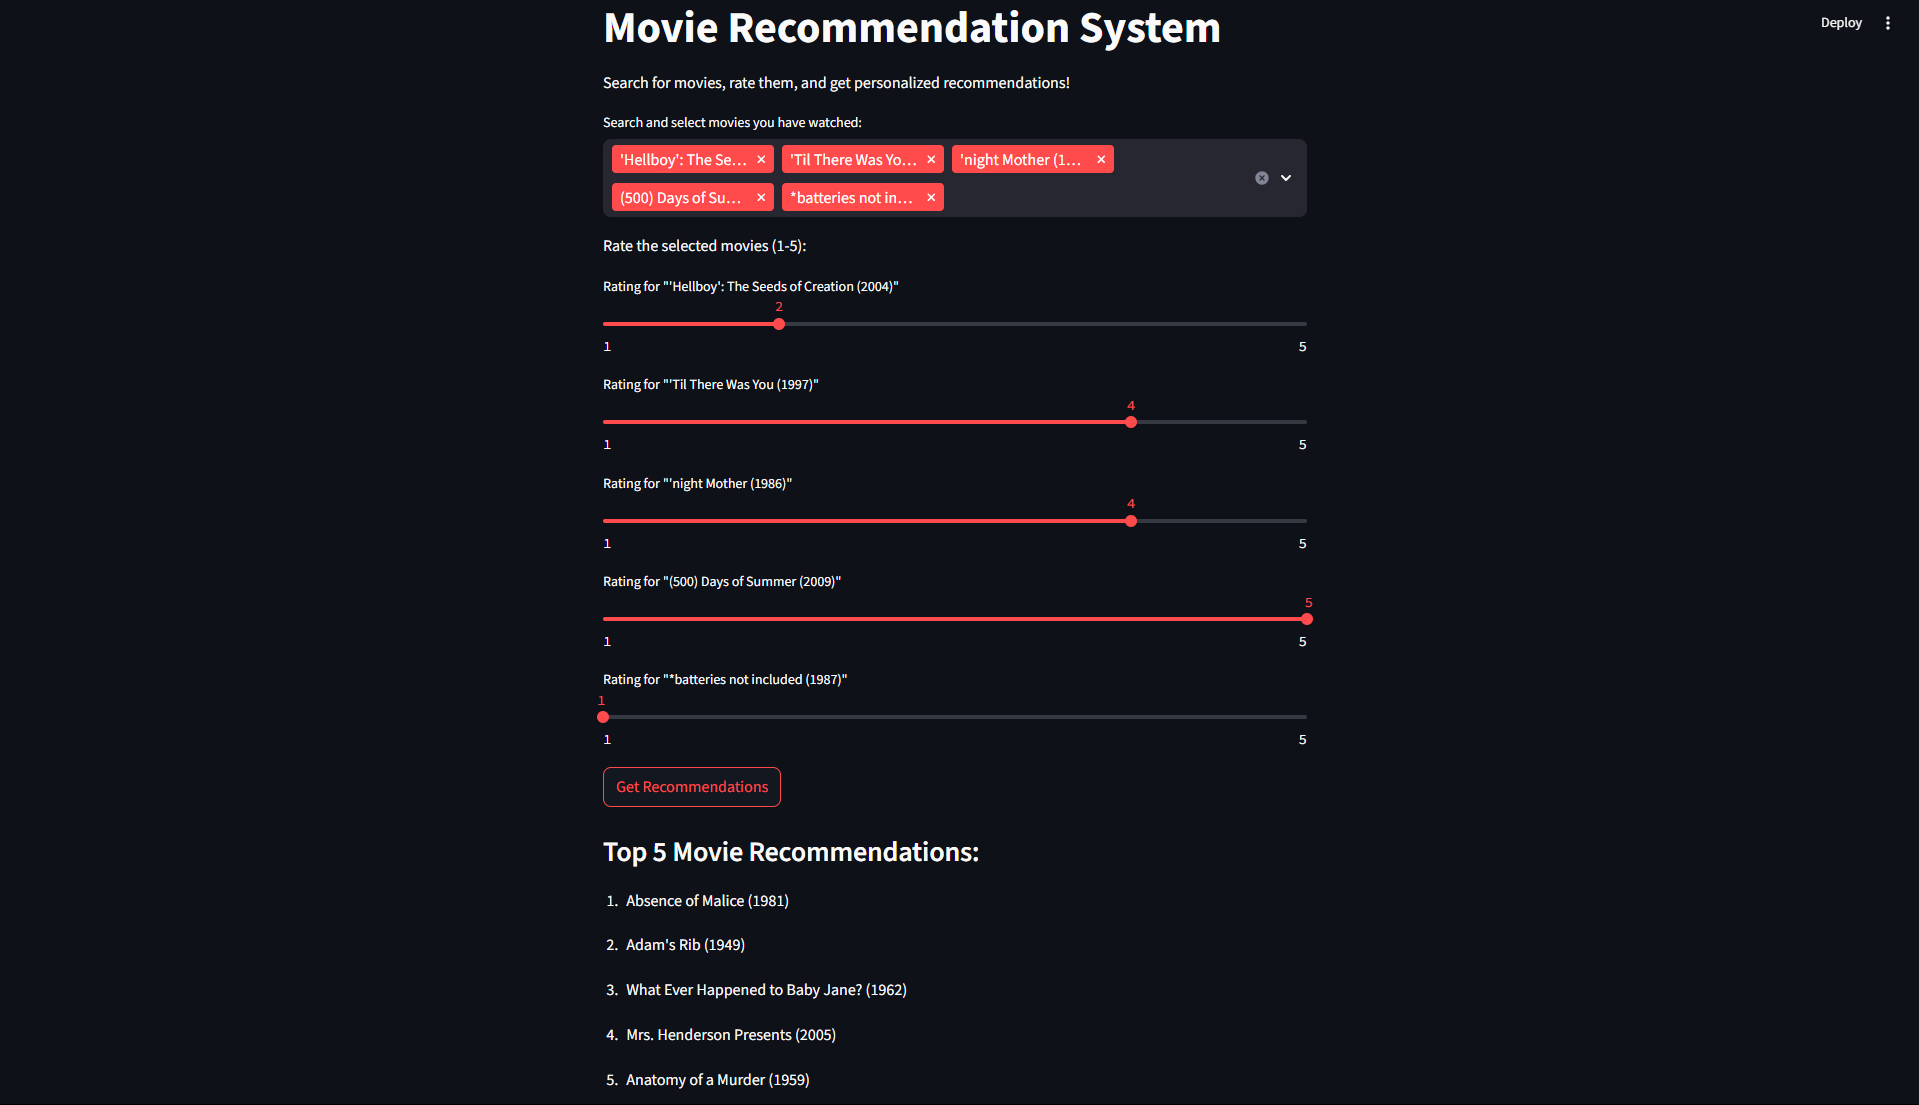 Deploy
Movie Recommendation System
Search for movies, rate them, and get personalized recommendations!
Search and select movies you have watched:
'Hellboy': The Se... 'Til There Was Yo... 'night Mother (1...
(500) Days of Su... *batteries not in...
Rate the selected movies (1-5):
Rating for "'Hellboy': The Seeds of Creation (2004)"
2
1 5
Rating for "'Til There Was You (1997)"
4
1 5
Rating for "'night Mother (1986)"
4
1 5
Rating for "(500) Days of Summer (2009)"
5
1 5
Rating for "*batteries not included (1987)"
1
1 5
Get Recommendations
Top 5 Movie Recommendations:
1. Absence of Malice (1981)
2. Adam's Rib (1949)
3. What Ever Happened to Baby Jane? (1962)
4. Mrs. Henderson Presents (2005)
5. Anatomy of a Murder (1959)